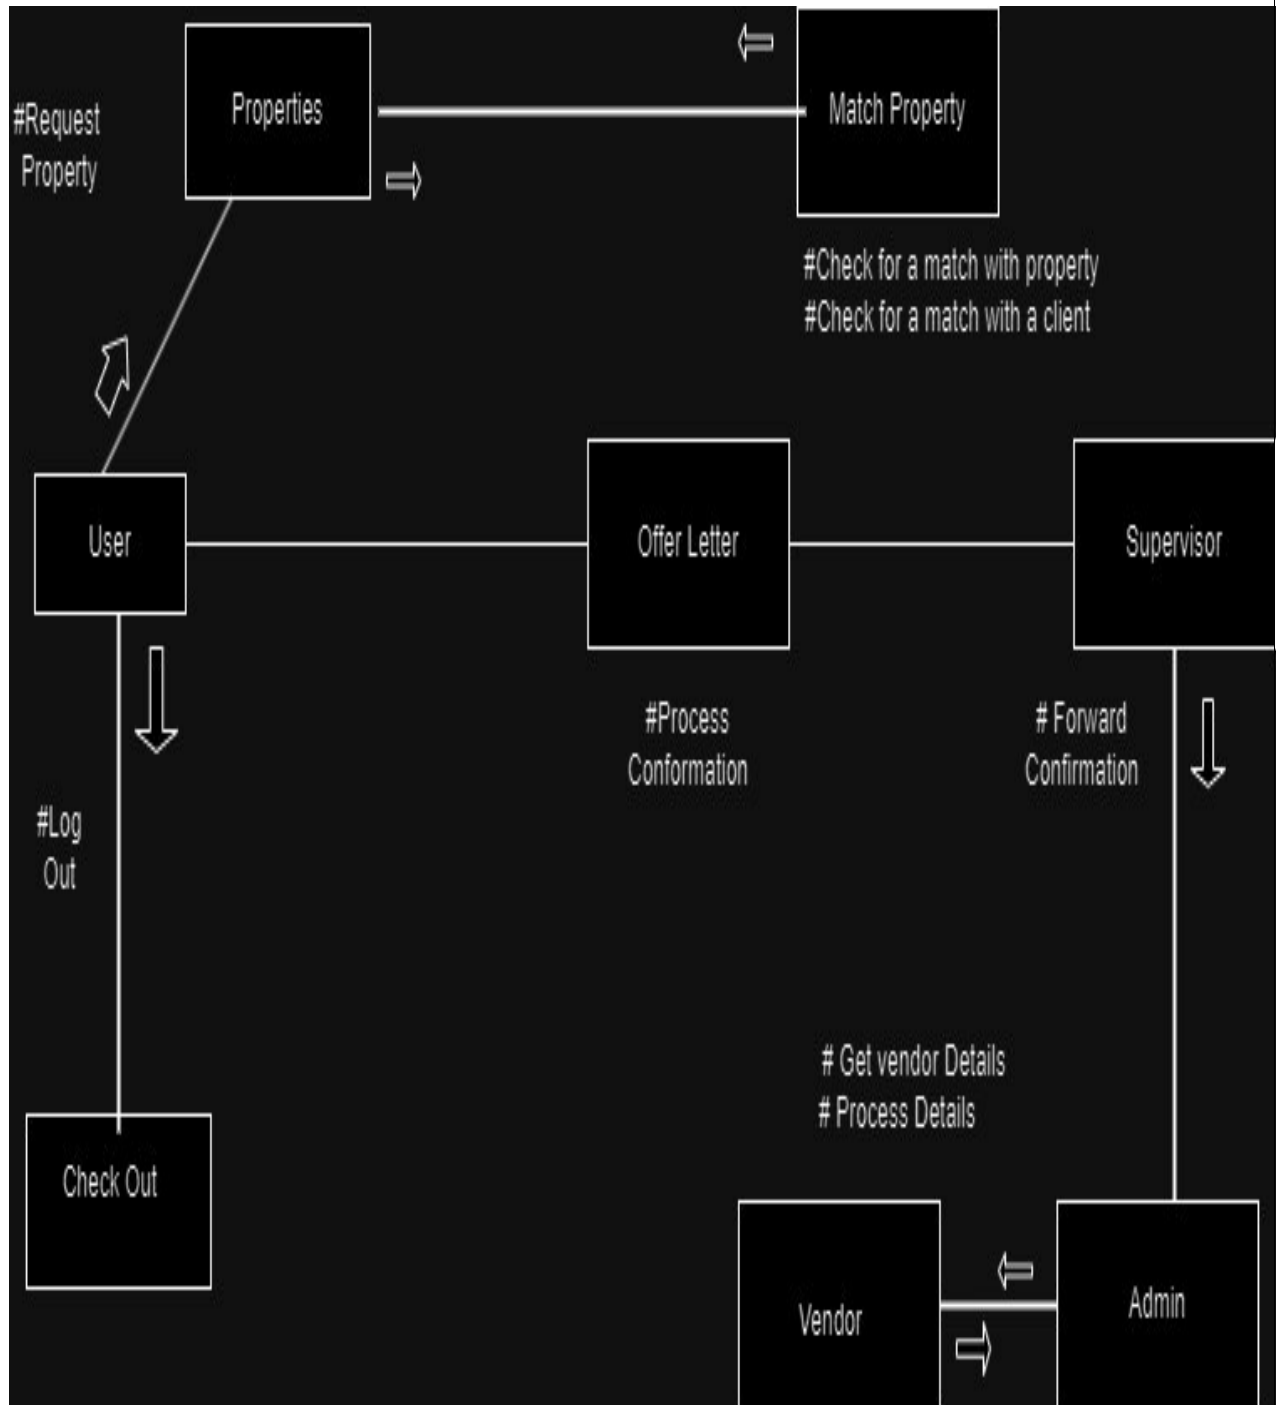 Properties
Match Property
#Request
Property
#Check for a match with property
#Check for a match with a client
User
Offer Letter
Supervisor
#Process
Conformation
# Forward
Confirmation
#Log
Out
# Get vendor Details
# Process Details
Check Out
Vendor
Admin